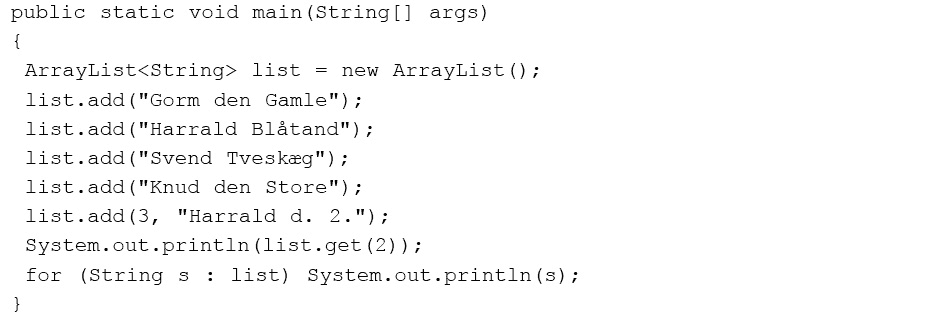 public static void main(String[] args)
{
 ArrayList<String> list = new ArrayList();
 list.add("Gorm den Gamle");
 list.add("Harrald Blåtand");
 list.add("Svend Tveskæg");
 list.add("Knud den Store");
 list.add(3, "Harrald d. 2.");
 System.out.println(list.get(2));
 for (String s : list) System.out.println(s);
}